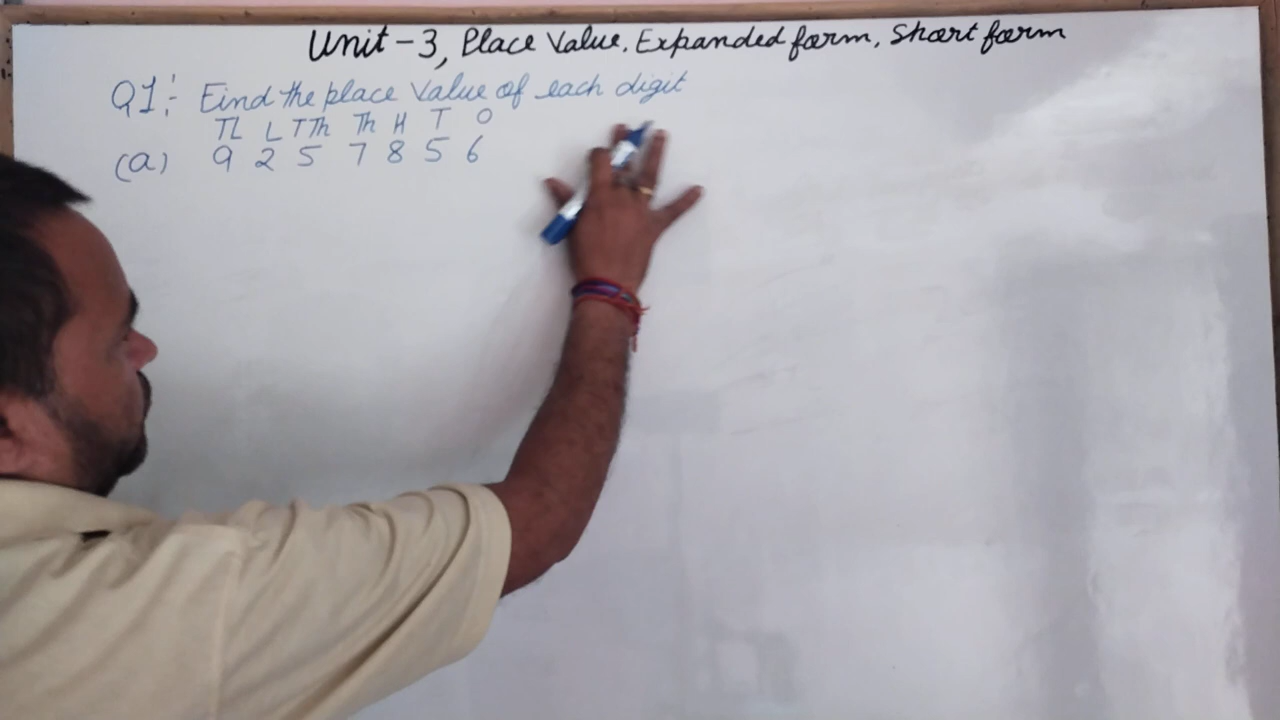 Unit-3, Place Value, Expanded form, Short form
Q1:- Find the place value of each digit
TL L TTh Th H T O
(a) 9 2 5 7 8 5 6